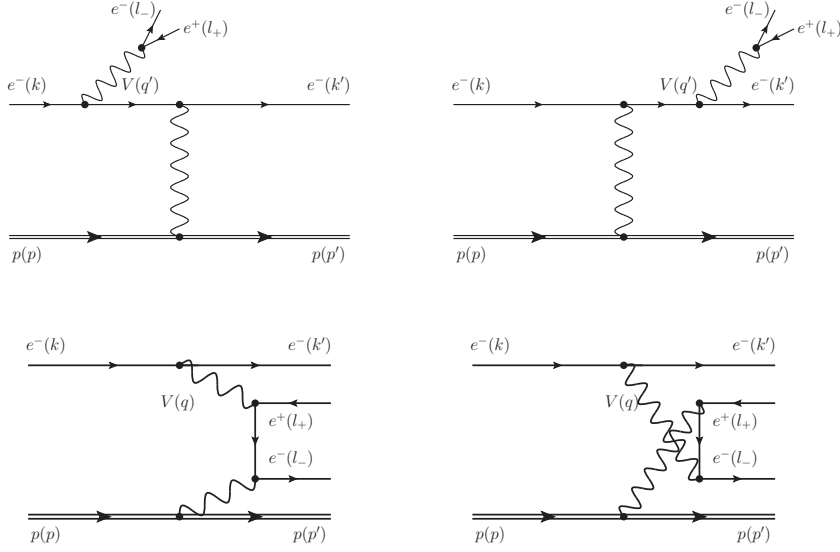 e⁻(l₋)
e⁺(l₊)
e⁻(k)
V(q′)
e⁻(k′)
p(p)
p(p′)
e⁻(l₋)
e⁺(l₊)
e⁻(k)
V(q′)
e⁻(k′)
p(p)
p(p′)
e⁻(k)
e⁻(k′)
V(q)
e⁺(l₊)
e⁻(l₋)
p(p)
p(p′)
e⁻(k)
e⁻(k′)
V(q)
e⁺(l₊)
e⁻(l₋)
p(p)
p(p′)